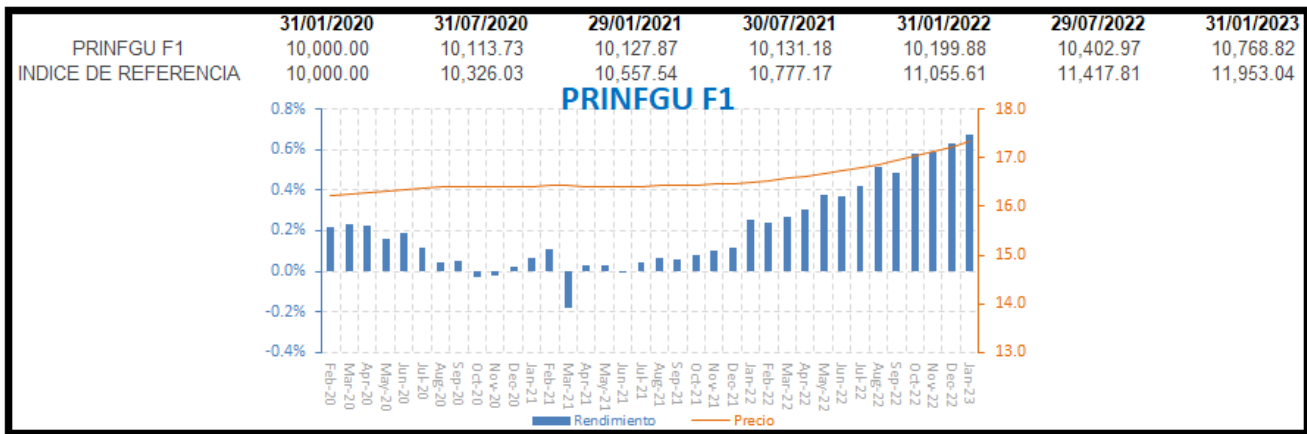 31/01/2020 31/07/2020 29/01/2021 30/07/2021 31/01/2022 29/07/2022 31/01/2023
PRINFGU F1 10,000.00 10,113.73 10,127.87 10,131.18 10,199.88 10,402.97 10,768.82
INDICE DE REFERENCIA 10,000.00 10,326.03 10,557.54 10,777.17 11,055.61 11,417.81 11,953.04
PRINFGU F1
0.8% 18.0
0.6% 17.0
0.4% 16.0
0.2% 15.0
0.0% 14.0
-0.2% 13.0
-0.4%
Feb-20 Mar-20 Apr-20 May-20 Jun-20 Jul-20 Aug-20 Sep-20 Oct-20 Nov-20 Dec-20 Jan-21 Feb-21 Mar-21 Apr-21 May-21 Jun-21 Jul-21 Aug-21 Sep-21 Oct-21 Nov-21 Dec-21 Jan-22 Feb-22 Mar-22 Apr-22 May-22 Jun-22 Jul-22 Aug-22 Sep-22 Oct-22 Nov-22 Dec-22 Jan-23
Rendimiento Precio